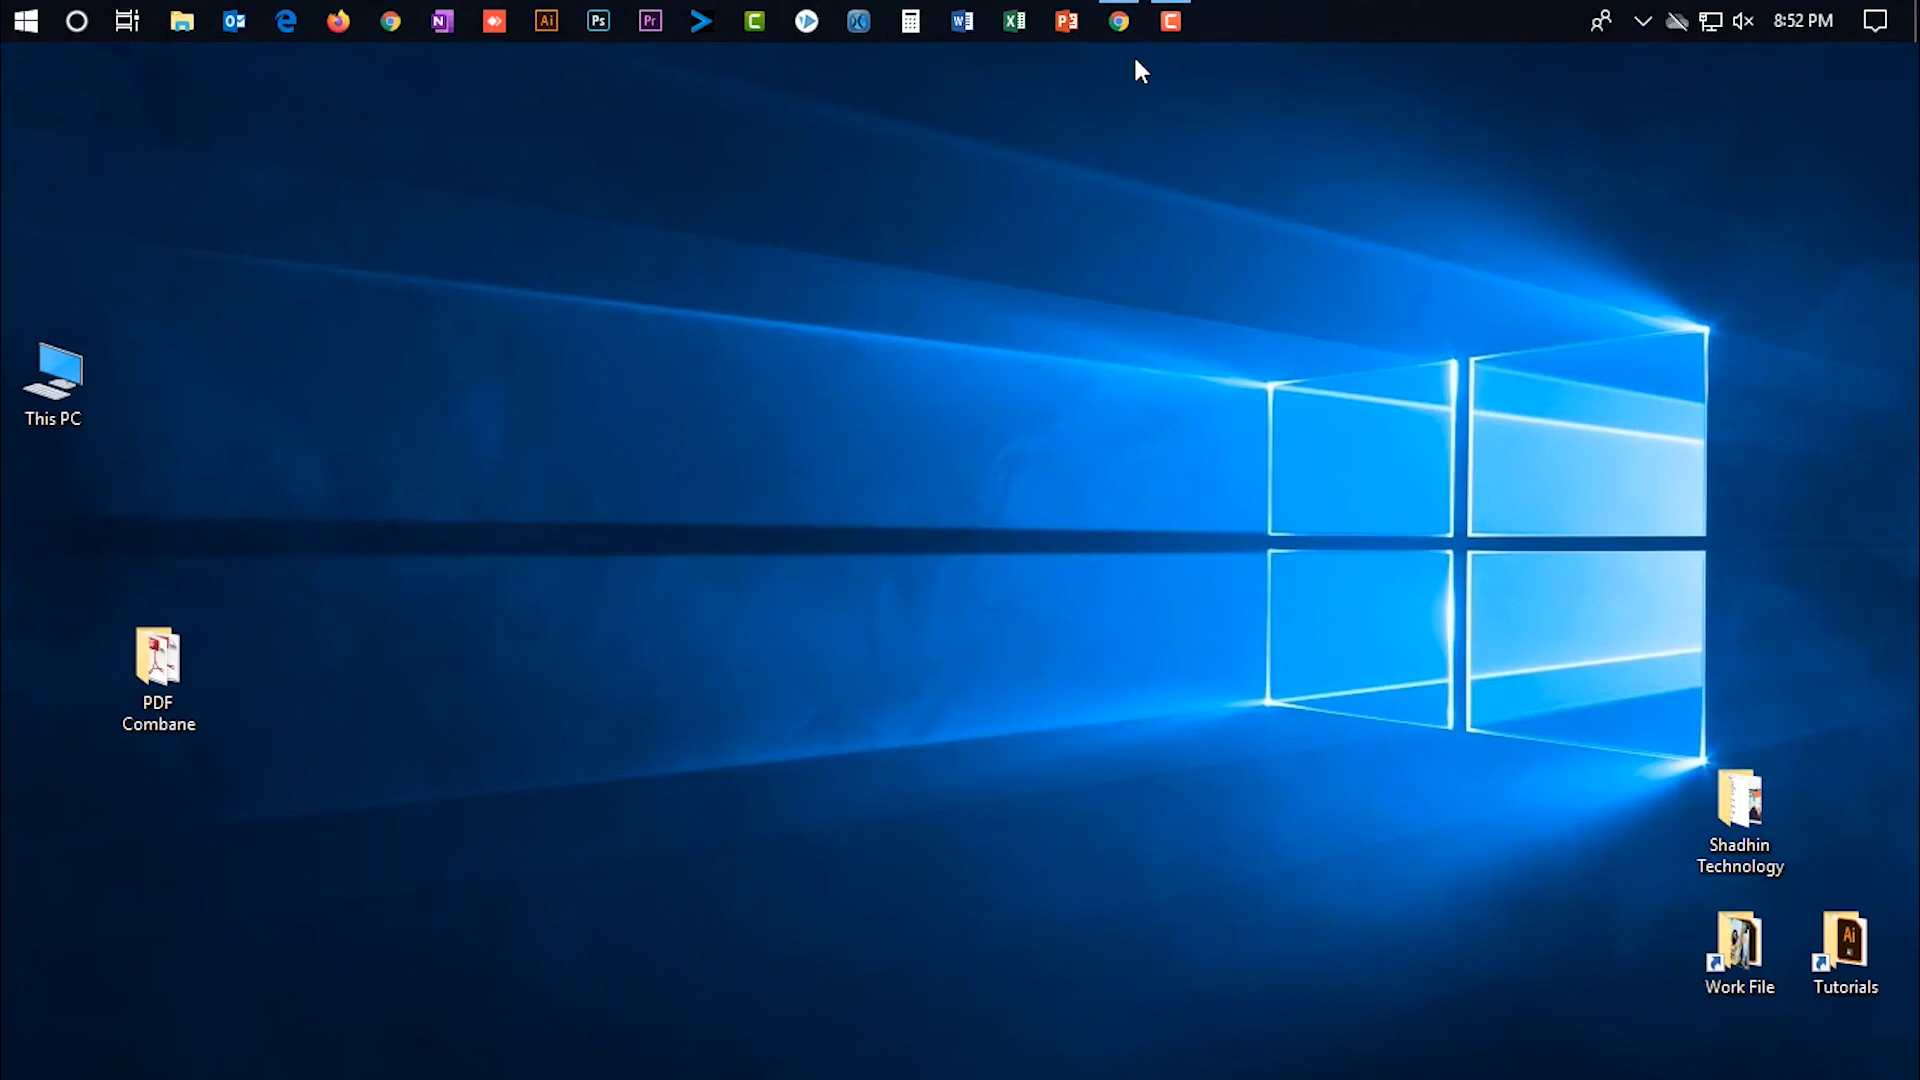 8:52 PM
This PC
PDF
Combane
Shadhin
Technology
Work File
Tutorials